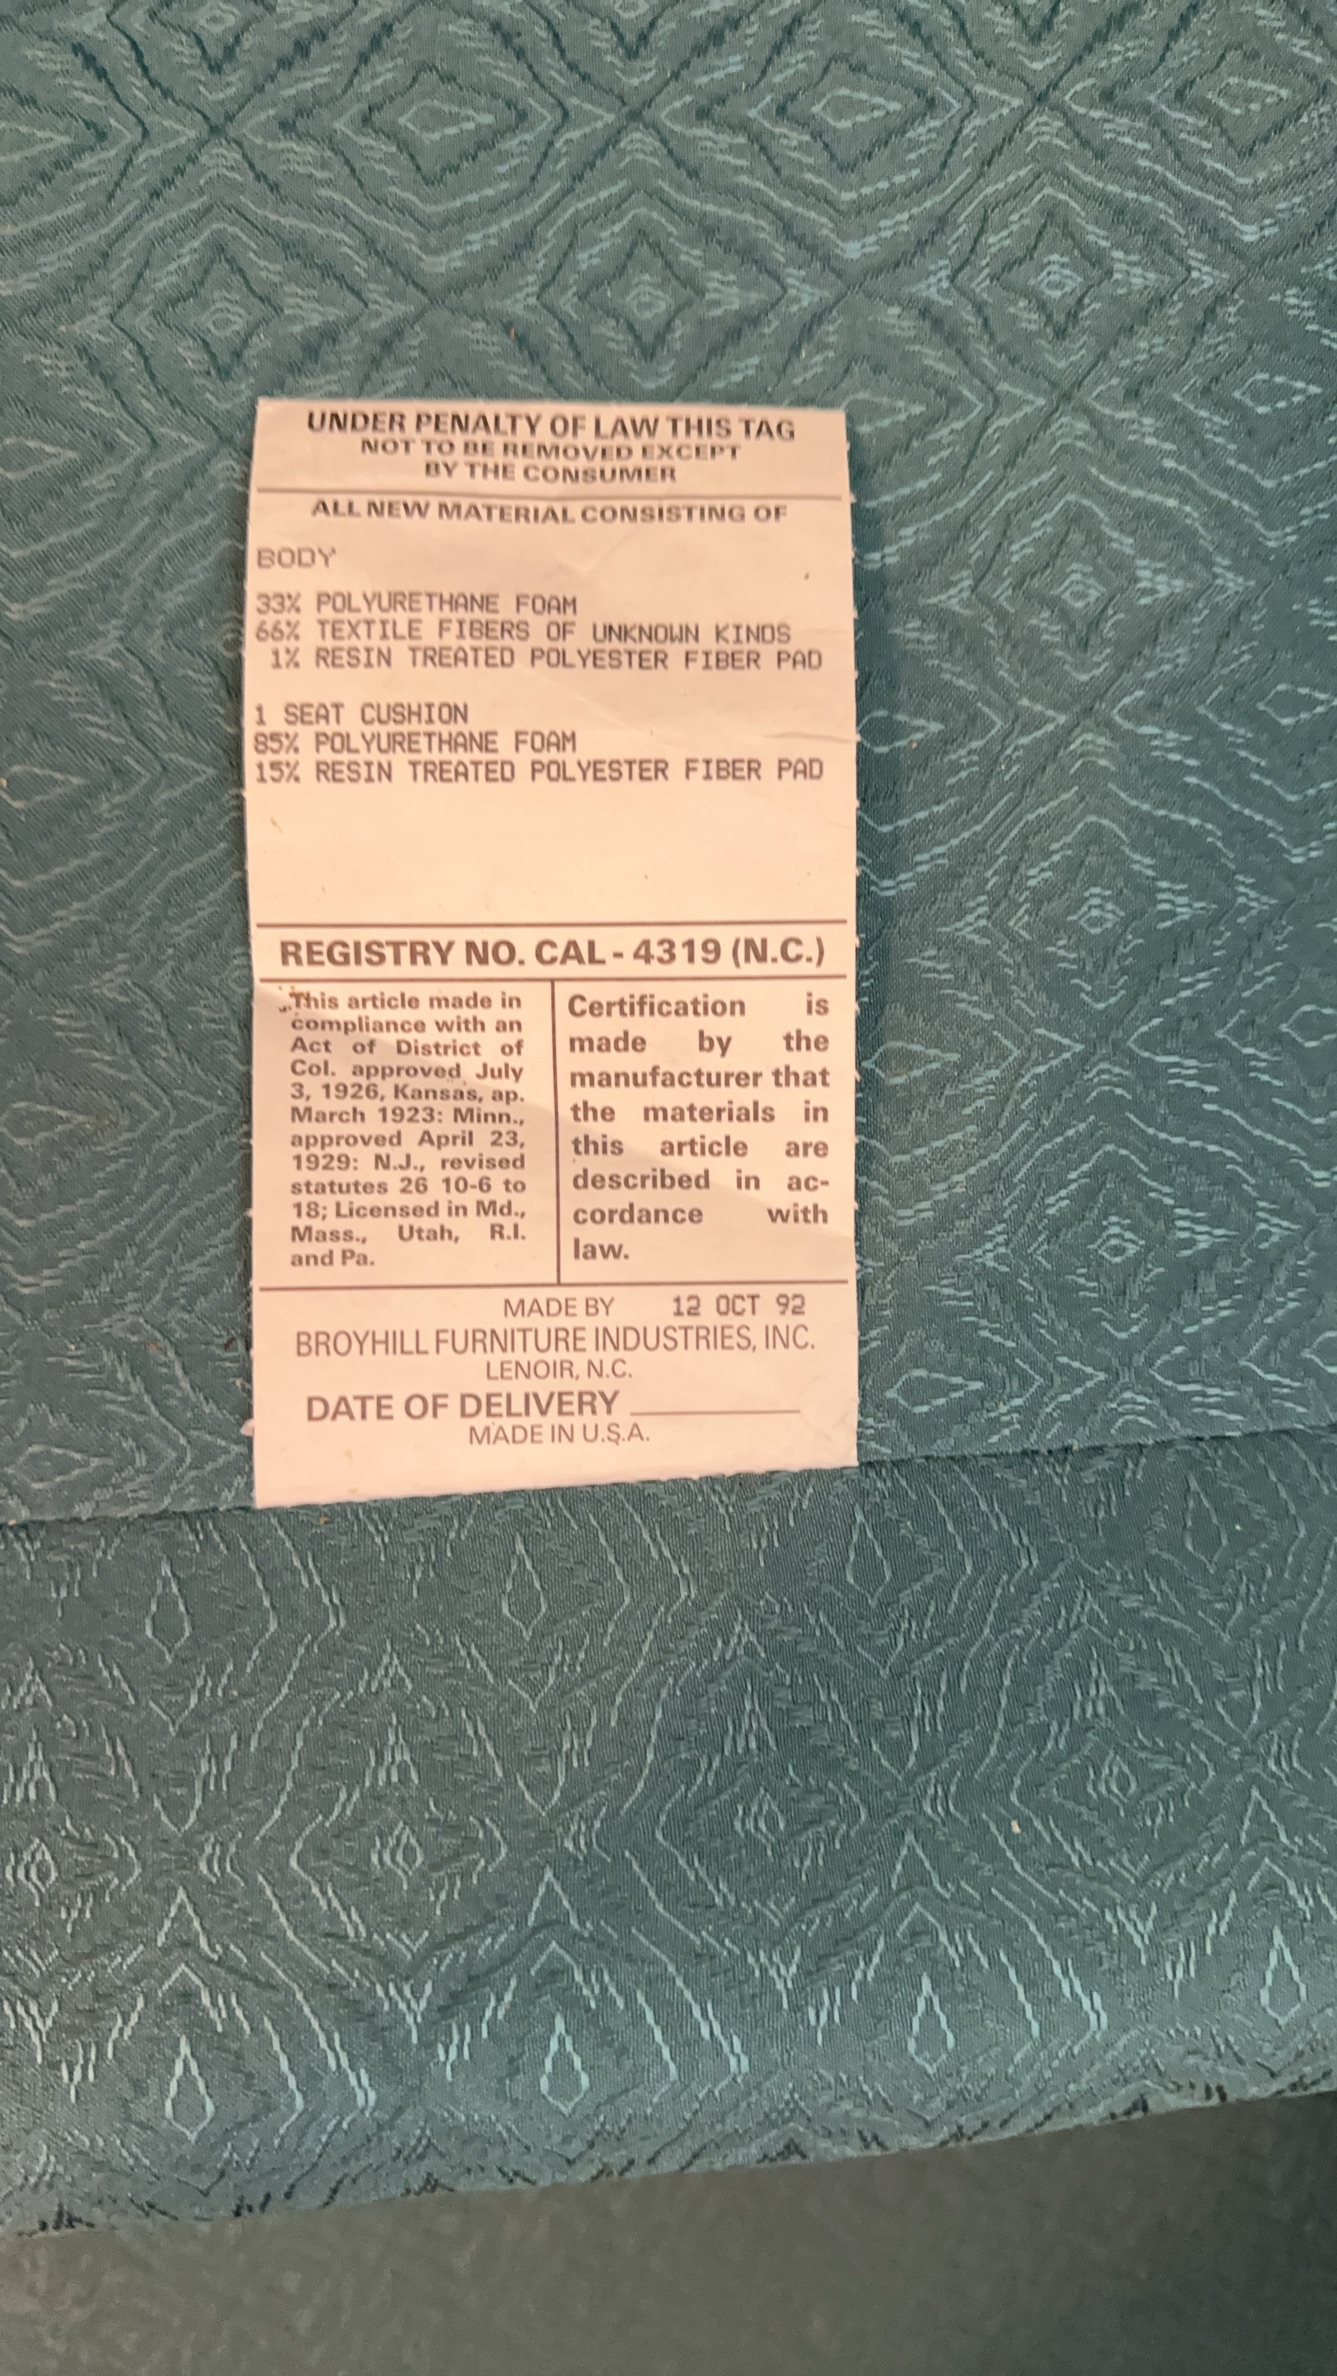 UNDER PENALTY OF LAW THIS TAG
NOT TO BE REMOVED EXCEPT
BY THE CONSUMER
ALL NEW MATERIAL CONSISTING OF
BODY
33% POLYURETHANE FOAM
66% TEXTILE FIBERS OF UNKNOWN KINDS
1% RESIN TREATED POLYESTER FIBER PAD
1 SEAT CUSHION
85% POLYURETHANE FOAM
15% RESIN TREATED POLYESTER FIBER PAD
REGISTRY NO. CAL - 4319 (N.C.)
This article made in
compliance with an
Act of District of
Col. approved July
3, 1926, Kansas, ap.
March 1923: Minn.,
approved April 23,
1929: N.J., revised
statutes 26 10-6 to
18; Licensed in Md.,
Mass., Utah, R.I.
and Pa.
Certification is
made by the
manufacturer that
the materials in
this article are
described in ac-
cordance with
law.
MADE BY 12 OCT 92
BROYHILL FURNITURE INDUSTRIES, INC.
LENOIR, N.C.
DATE OF DELIVERY
MADE IN U.S.A.